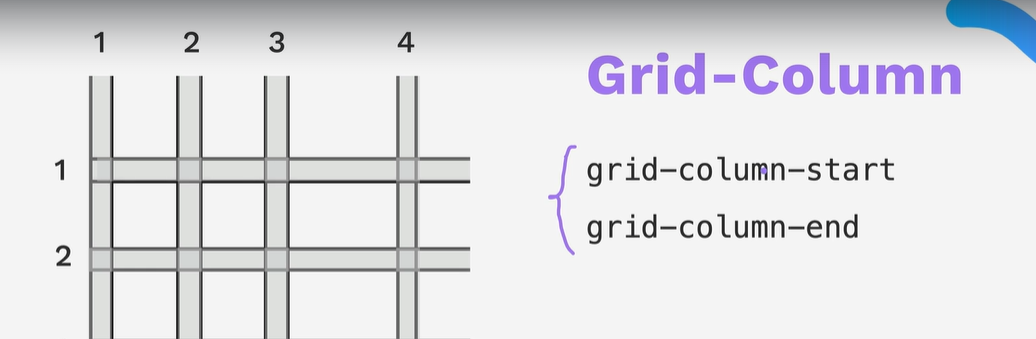 1 2 3 4
1
2
Grid-Column
grid-column-start
grid-column-end